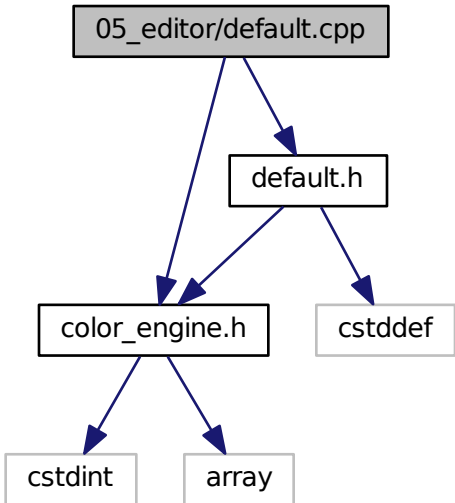 05_editor/default.cpp
default.h
color_engine.h
cstddef
cstdint
array